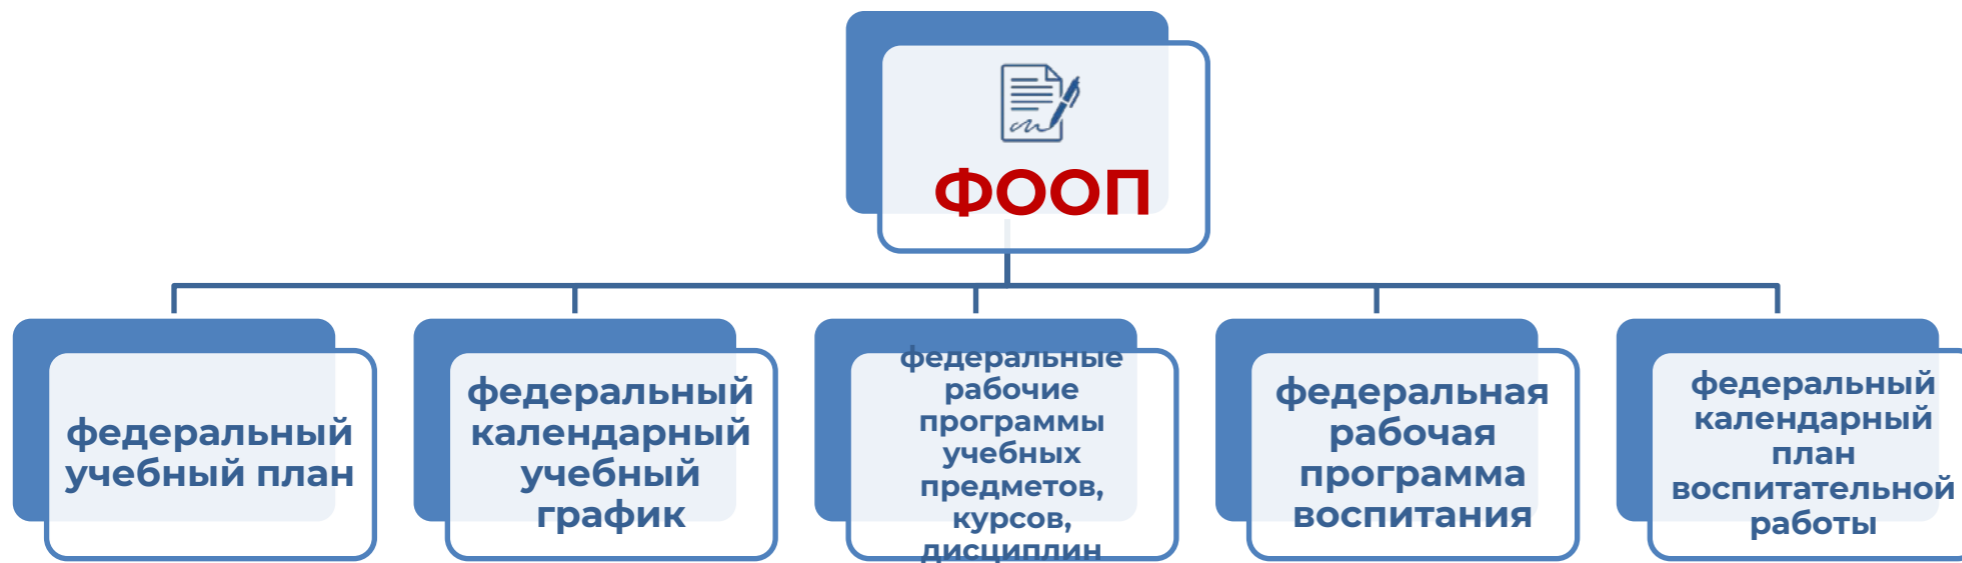 ФООП
федеральный
учебный план
федеральный
календарный
учебный
график
федеральные
рабочие
программы
учебных
предметов,
курсов,
дисциплин
федеральная
рабочая
программа
воспитания
федеральный
календарный
план
воспитательной
работы